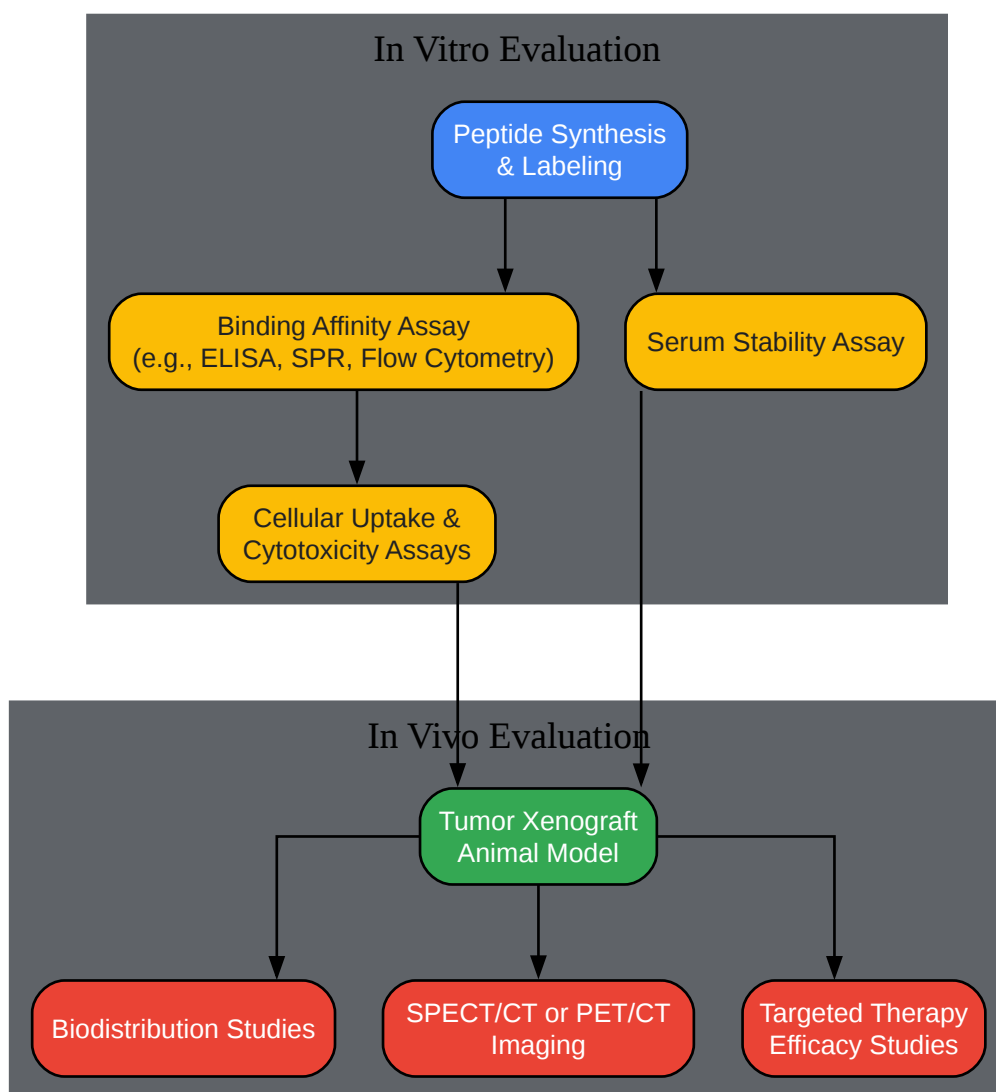 In Vitro Evaluation
Peptide Synthesis
& Labeling
Binding Affinity Assay
(e.g., ELISA, SPR, Flow Cytometry)
Serum Stability Assay
Cellular Uptake &
Cytotoxicity Assays
In Vivo Evaluation
Tumor Xenograft
Animal Model
Biodistribution Studies
SPECT/CT or PET/CT
Imaging
Targeted Therapy
Efficacy Studies